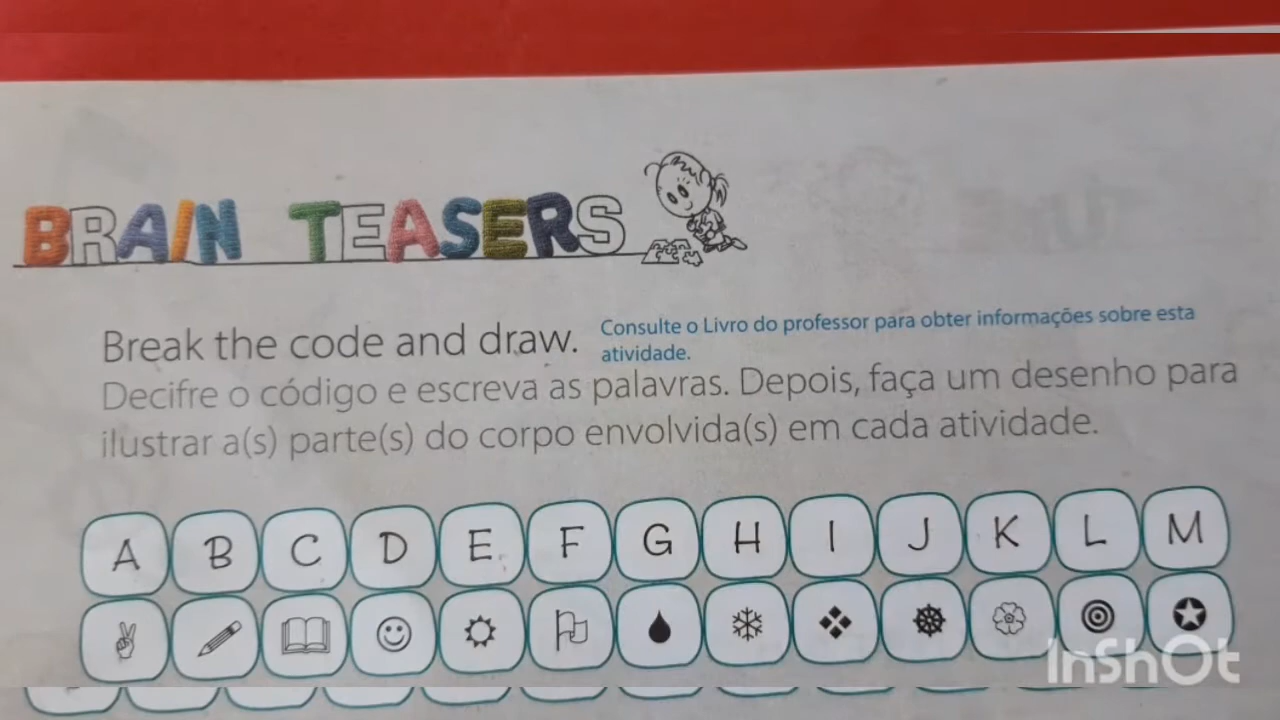 BRAIN TEASERS
Break the code and draw. Consulte o Livro do professor para obter informações sobre esta
atividade.
Decifre o código e escreva as palavras. Depois, faça um desenho para
ilustrar a(s) parte(s) do corpo envolvida(s) em cada atividade.
A B C D E F G H I J K L M
InShOt